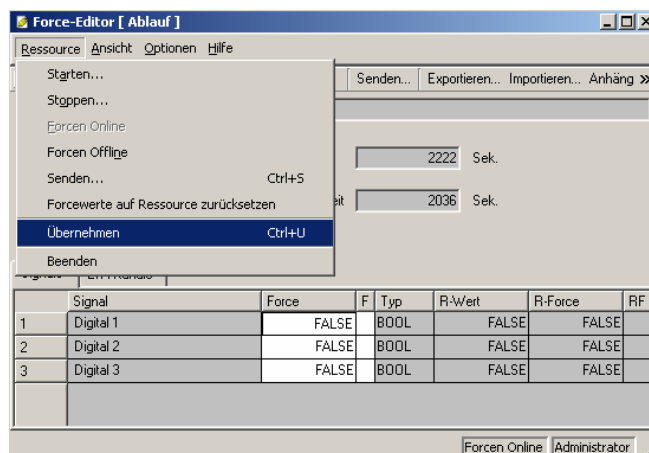 Force-Editor [ Ablauf ]
Ressource Ansicht Optionen Hilfe
Senden... Exportieren... Importieren... Anhäng »
Starten...
Stoppen...
Forcen Online
Forcen Offline
2222 Sek.
Senden... Ctrl+S
Forcewerte auf Ressource zurücksetzen
eit 2036 Sek.
Übernehmen Ctrl+U
Beenden
Signal Force F Typ R-Wert R-Force RF
1 Digital 1 FALSE BOOL FALSE FALSE
2 Digital 2 FALSE BOOL FALSE FALSE
3 Digital 3 FALSE BOOL FALSE FALSE
Forcen Online Administrator